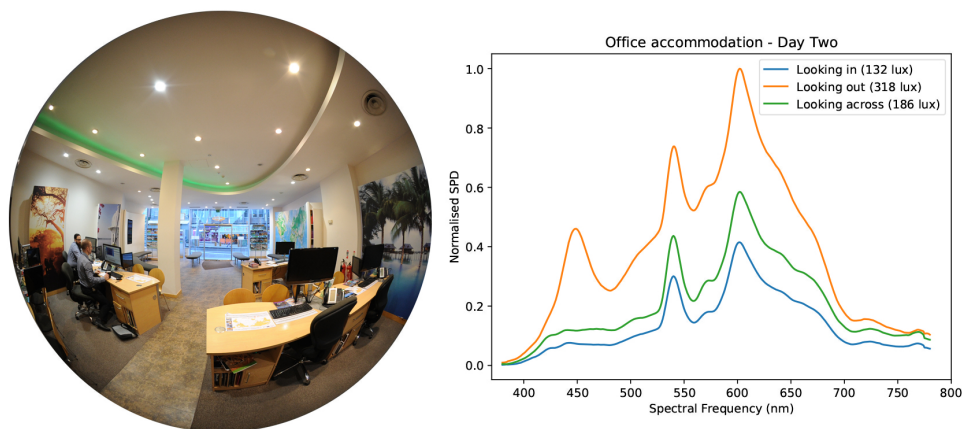 Office accommodation - Day Two
Looking in (132 lux)
Looking out (318 lux)
Looking across (186 lux)
Normalised SPD
1.0
0.8
0.6
0.4
0.2
0.0
400 450 500 550 600 650 700 750 800
Spectral Frequency (nm)